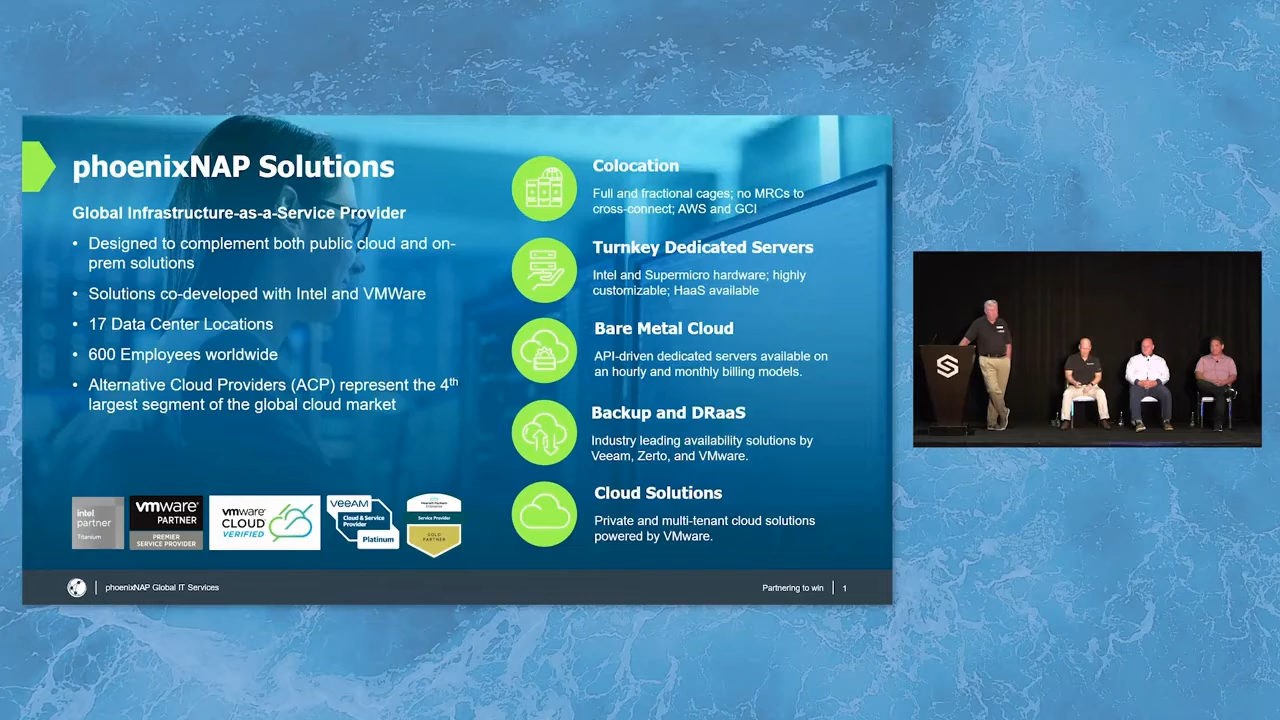 phoenixNAP Solutions
Global Infrastructure-as-a-Service Provider
• Designed to complement both public cloud and on-
prem solutions
• Solutions co-developed with Intel and VMWare
• 17 Data Center Locations
• 600 Employees worldwide
• Alternative Cloud Providers (ACP) represent the 4th
largest segment of the global cloud market
intel
partner
Titanium
vmware
PARTNER
PREMIER
SERVICE PROVIDER
vmware
CLOUD
VERIFIED
veeAM
Cloud & Service
Provider
Platinum
Hewlett Packard
Enterprise
Service Provider
GOLD
PARTNER
Colocation
Full and fractional cages; no MRCs to
cross-connect; AWS and GCI
Turnkey Dedicated Servers
Intel and Supermicro hardware; highly
customizable; HaaS available
Bare Metal Cloud
API-driven dedicated servers available on
an hourly and monthly billing models.
Backup and DRaaS
Industry leading availability solutions by
Veeam, Zerto, and VMware.
Cloud Solutions
Private and multi-tenant cloud solutions
powered by VMware.
phoenixNAP Global IT Services
Partnering to win
1